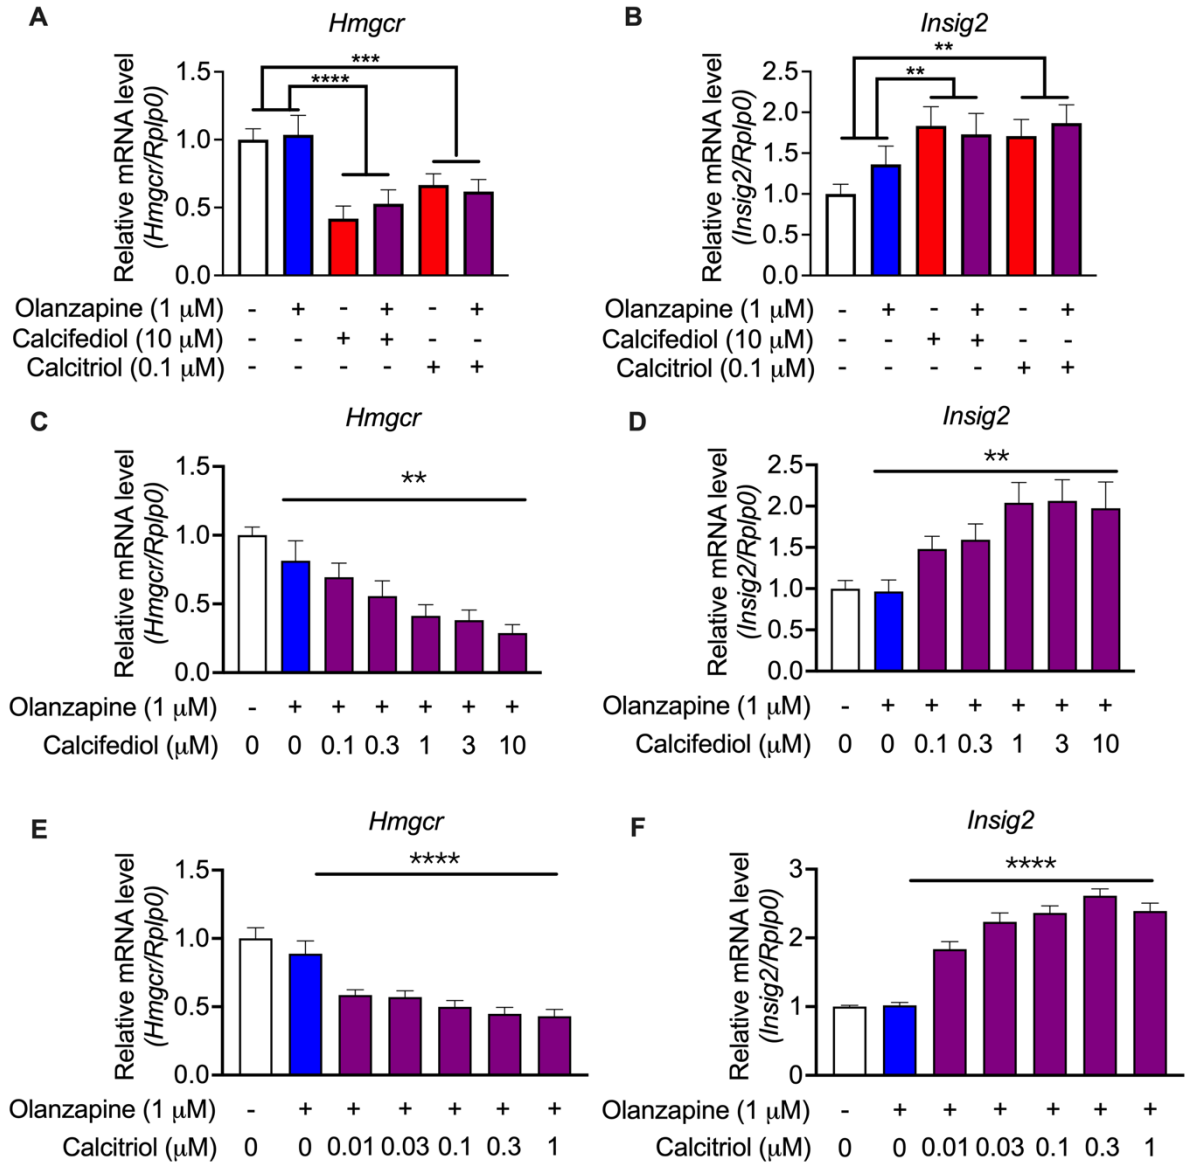 A
Hmgcr
Relative mRNA level
(Hmgcr/Rplp0)
1.5
1.0
0.5
0.0
***
****
Olanzapine (1 μM) - + - + - +
Calcifediol (10 μM) - - + + - -
Calcitriol (0.1 μM) - - - - + +
B
Insig2
Relative mRNA level
(Insig2/Rplp0)
2.5
2.0
1.5
1.0
0.5
0.0
**
**
Olanzapine (1 μM) - + - + - +
Calcifediol (10 μM) - - + + - -
Calcitriol (0.1 μM) - - - - + +
C
Hmgcr
Relative mRNA level
(Hmgcr/Rplp0)
1.5
1.0
0.5
0.0
**
Olanzapine (1 μM) - + + + + + +
Calcifediol (μM) 0 0 0.1 0.3 1 3 10
D
Insig2
Relative mRNA level
(Insig2/Rplp0)
2.5
2.0
1.5
1.0
0.5
0.0
**
Olanzapine (1 μM) - + + + + + +
Calcifediol (μM) 0 0 0.1 0.3 1 3 10
E
Hmgcr
Relative mRNA level
(Hmgcr/Rplp0)
1.5
1.0
0.5
0.0
****
Olanzapine (1 μM) - + + + + + +
Calcitriol (μM) 0 0 0.01 0.03 0.1 0.3 1
F
Insig2
Relative mRNA level
(Insig2/Rplp0)
3
2
1
0
****
Olanzapine (1 μM) - + + + + + +
Calcitriol (μM) 0 0 0.01 0.03 0.1 0.3 1